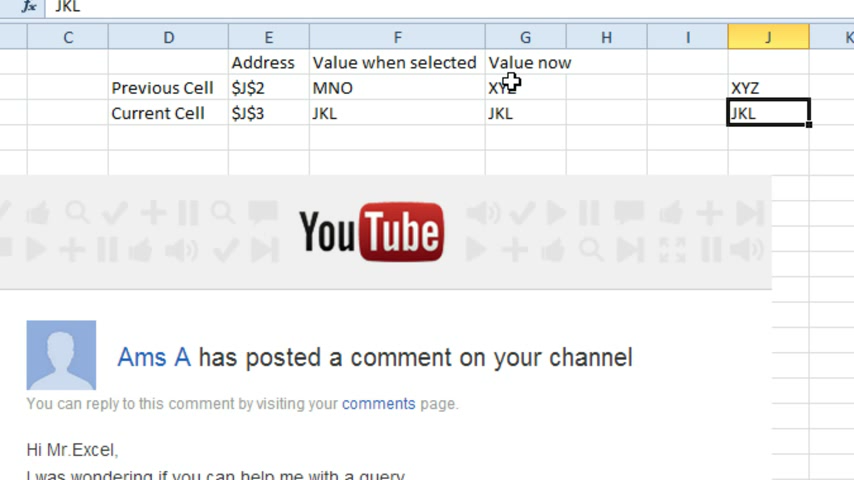 fx JKL
C D E F G H I J K
Address Value when selected Value now
Previous Cell $J$2 MNO XYZ XYZ
Current Cell $J$3 JKL JKL JKL
YouTube
Ams A has posted a comment on your channel
You can reply to this comment by visiting your comments page.
Hi Mr.Excel,
I was wondering if you can help me with a query